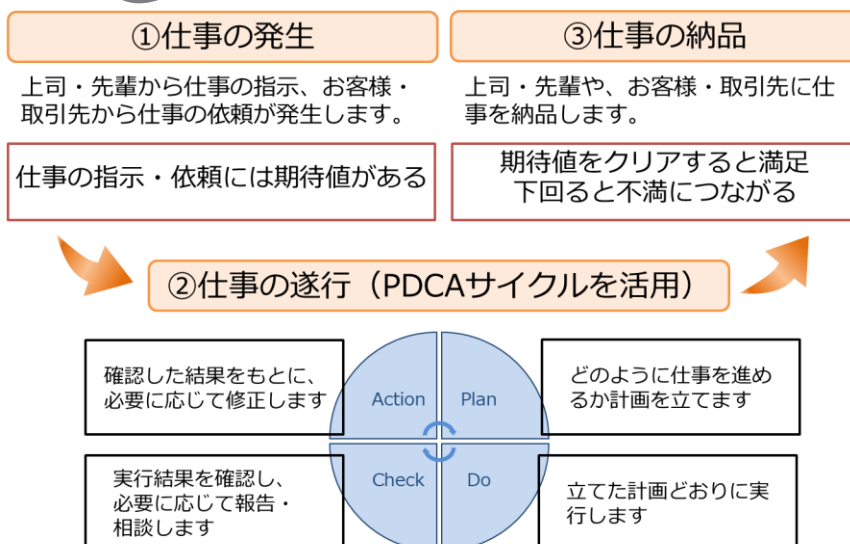 ①仕事の発生
上司・先輩から仕事の指示、お客様・
取引先から仕事の依頼が発生します。
仕事の指示・依頼には期待値がある
③仕事の納品
上司・先輩や、お客様・取引先に仕
事を納品します。
期待値をクリアすると満足
下回ると不満につながる
②仕事の遂行（PDCAサイクルを活用）
確認した結果をもとに、
必要に応じて修正します
Action
Plan
どのように仕事を進め
るか計画を立てます
実行結果を確認し、
必要に応じて報告・
相談します
Check
Do
立てた計画どおりに実
行します